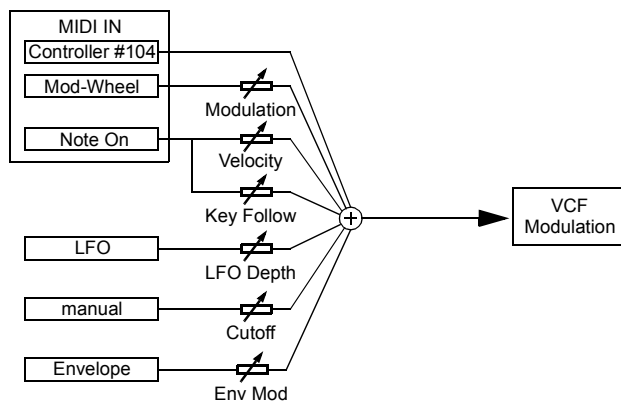 MIDI IN
Controller #104
Mod-Wheel
Modulation
Note On
Velocity
Key Follow
VCF
Modulation
LFO
LFO Depth
manual
Cutoff
Envelope
Env Mod